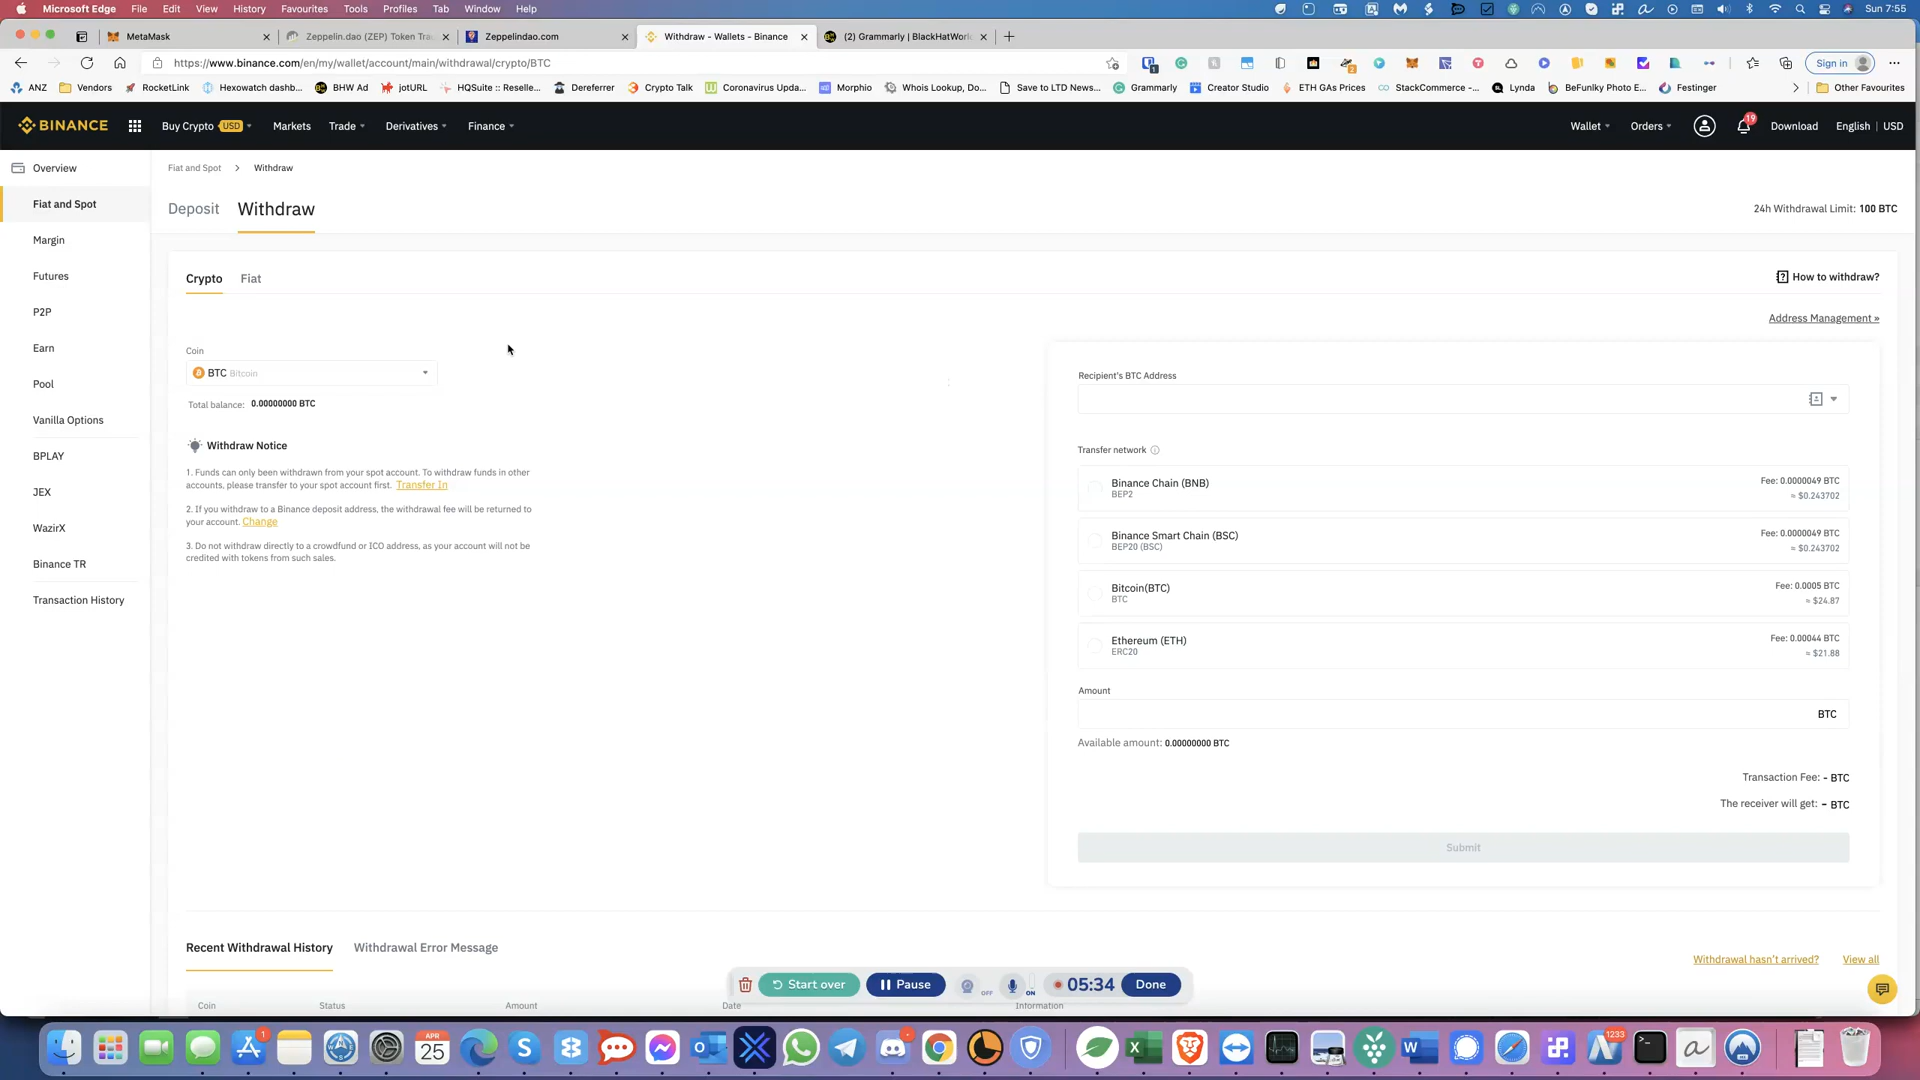 Microsoft Edge File Edit View History Favourites Tools Profiles Tab Window Help Sun 7:55
MetaMask Zeppelin.dao (ZEP) Token Tra Zeppelindao.com Withdraw - Wallets - Binance (2) Grammarly | BlackHatWorl
https://www.binance.com/en/my/wallet/account/main/withdrawal/crypto/BTC Sign in
ANZ Vendors RocketLink Hexowatch dashb... BHW Ad jotURL HQSuite :: Reselle... Dereferrer Crypto Talk Coronavirus Upda... Morphio Whois Lookup, Do... Save to LTD News... Grammarly Creator Studio ETH GAs Prices StackCommerce -... Lynda BeFunlky Photo E... Festinger Other Favourites
BINANCE Buy Crypto USD Markets Trade Derivatives Finance Wallet Orders 19 Download English | USD
Overview
Fiat and Spot
Margin
Futures
P2P
Earn
Pool
Vanilla Options
BPLAY
JEX
WazirX
Binance TR
Transaction History
Fiat and Spot > Withdraw
Deposit Withdraw
24h Withdrawal Limit: 100 BTC
Crypto Fiat
How to withdraw?
Address Management »
Coin
BTC Bitcoin
Total balance: 0.00000000 BTC
Withdraw Notice
1. Funds can only been withdrawn from your spot account. To withdraw funds in other
accounts, please transfer to your spot account first. Transfer In
2. If you withdraw to a Binance deposit address, the withdrawal fee will be returned to
your account. Change
3. Do not withdraw directly to a crowdfund or ICO address, as your account will not be
credited with tokens from such sales.
Recipient's BTC Address
Transfer network
Binance Chain (BNB) Fee: 0.0000049 BTC
BEP2 ≈ $0.243702
Binance Smart Chain (BSC) Fee: 0.0000049 BTC
BEP20 (BSC) ≈ $0.243702
Bitcoin(BTC) Fee: 0.0005 BTC
BTC ≈ $24.87
Ethereum (ETH) Fee: 0.00044 BTC
ERC20 ≈ $21.88
Amount
BTC
Available amount: 0.00000000 BTC
Transaction Fee: - BTC
The receiver will get: - BTC
Submit
Recent Withdrawal History Withdrawal Error Message
Withdrawal hasn't arrived? View all
Start over Pause OFF ON 05:34 Done
Coin Status Amount Date Information
1 APR 25 1233